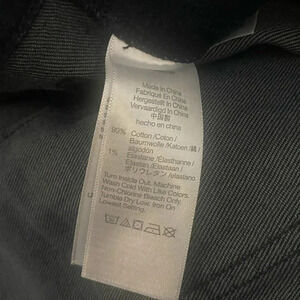 Made in China
Fabriqué En China
Hergestellt In China
Vervaardigd In China
中国製
hecho en china
99% Cotton/Coton/
Baumwolle/Katoen/綿/
algodón
1% Elastane/Elasthanne/
Elastan/Elastaan/
ポリウレタン/elastano
Turn Inside Out. Machine
Wash Cold With Like Colors.
Non-Chlorine Bleach Only.
Tumble Dry Low. Iron On
Lowest Setting.